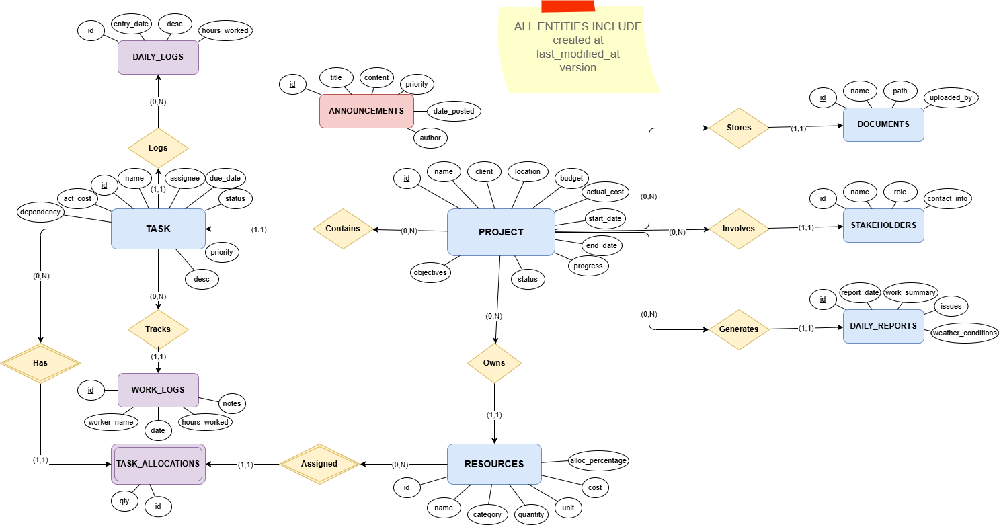 ALL ENTITIES INCLUDE
created at
last_modified_at
version
id
entry_date
desc
hours_worked
DAILY_LOGS
(0,N)
Logs
(1,1)
id
title
content
priority
ANNOUNCEMENTS
date_posted
author
dependency
act_cost
id
name
assignee
due_date
status
TASK
priority
desc
(1,1)
Contains
(0,N)
id
name
client
location
budget
actual_cost
start_date
PROJECT
end_date
progress
objectives
status
(0,N)
Stores
(1,1)
id
name
path
uploaded_by
DOCUMENTS
(0,N)
Involves
(1,1)
id
name
role
contact_info
STAKEHOLDERS
(0,N)
Generates
(1,1)
id
report_date
work_summary
issues
DAILY_REPORTS
weather_conditions
(0,N)
Has
(1,1)
(0,N)
Tracks
(1,1)
id
WORK_LOGS
notes
worker_name
date
hours_worked
(0,N)
Owns
(1,1)
TASK_ALLOCATIONS
qty
id
(1,1)
Assigned
(0,N)
RESOURCES
alloc_percentage
id
cost
name
category
quantity
unit